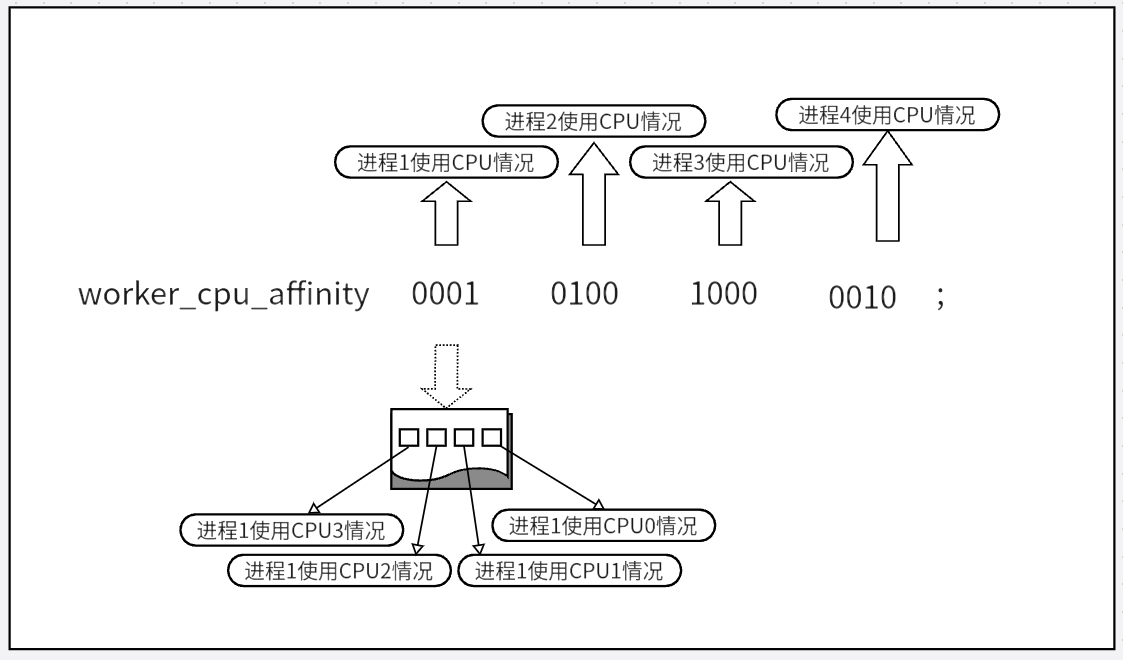 进程2使用CPU情况
进程4使用CPU情况
进程1使用CPU情况
进程3使用CPU情况
worker_cpu_affinity 0001 0100 1000 0010 ;
进程1使用CPU3情况
进程1使用CPU0情况
进程1使用CPU2情况
进程1使用CPU1情况